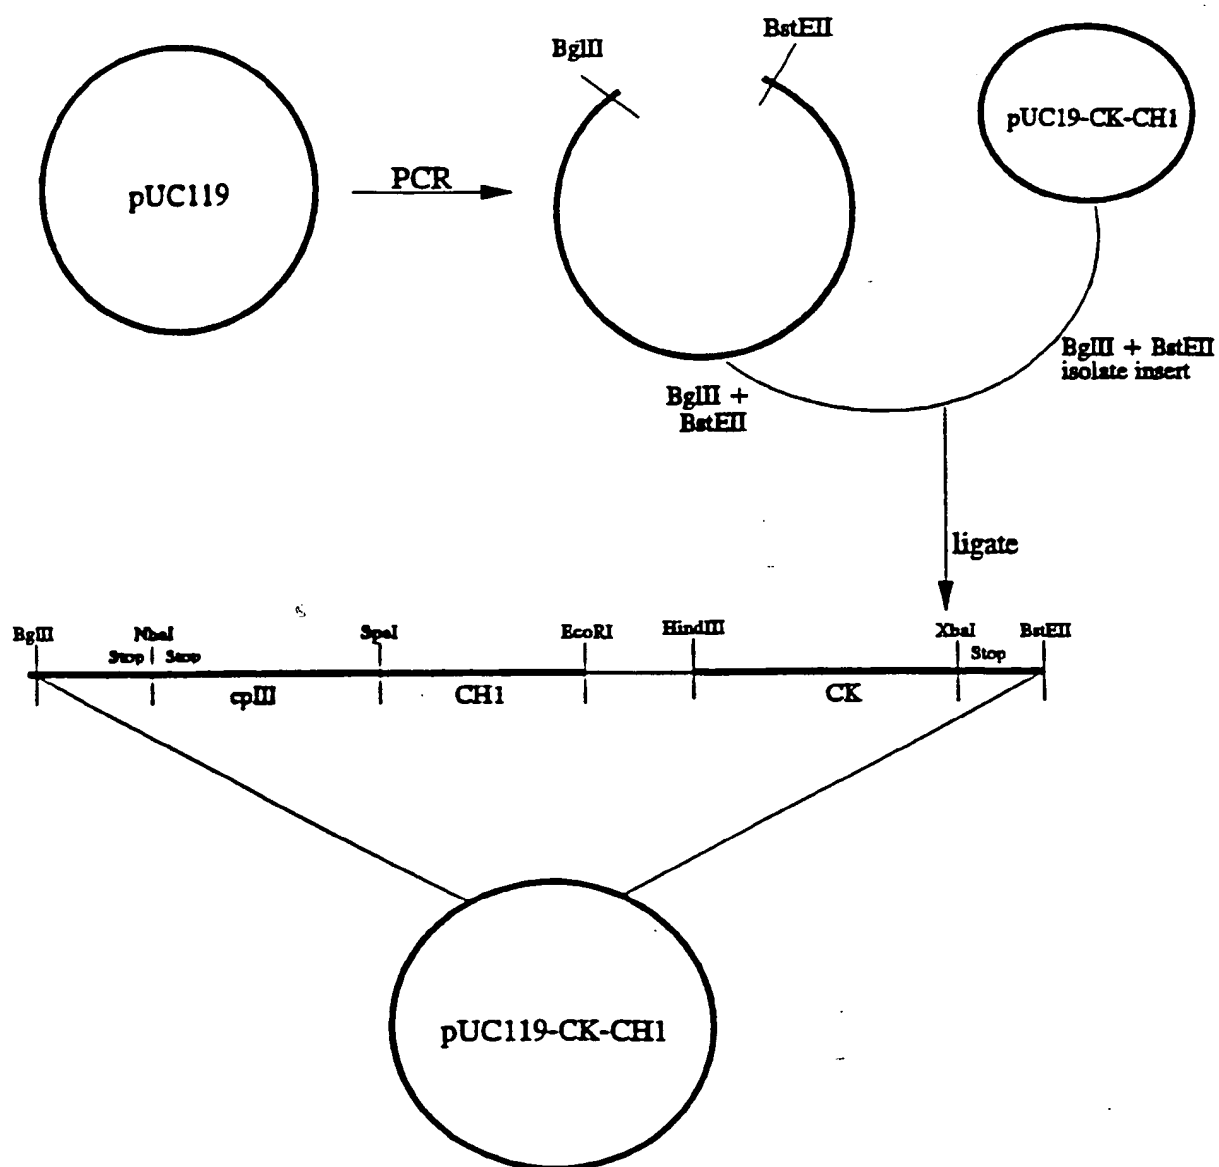 BglII
BstEII
pUC119
PCR
pUC19-CK-CH1
BglII + BstEII
isolate insert
BglII +
BstEII
ligate
BglII
NheI
SpeI
EcoRI
HindIII
XbaI
BstEII
Stop
Stop
Stop
cpIII
CH1
CK
pUC119-CK-CH1